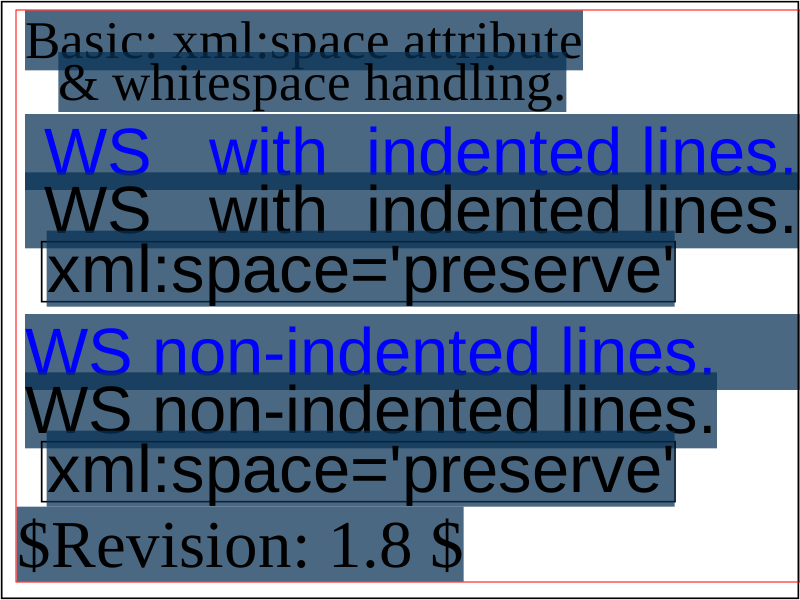 Basic: xml:space attribute
& whitespace handling.
WS   with  indented lines.
WS   with  indented lines.
xml:space='preserve'
WS non-indented lines.
WS non-indented lines.
xml:space='preserve'
$Revision: 1.8 $